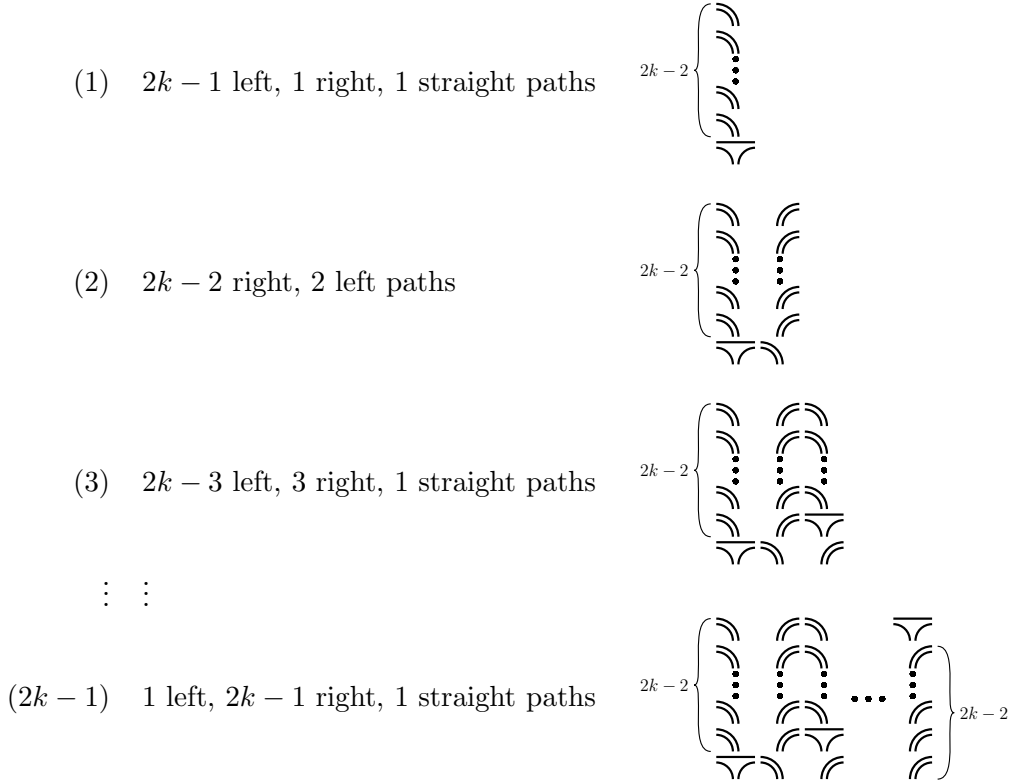 (1) 2k − 1 left, 1 right, 1 straight paths 2k − 2
(2) 2k − 2 right, 2 left paths 2k − 2
(3) 2k − 3 left, 3 right, 1 straight paths 2k − 2
⋮ ⋮
(2k − 1) 1 left, 2k − 1 right, 1 straight paths 2k − 2 2k − 2